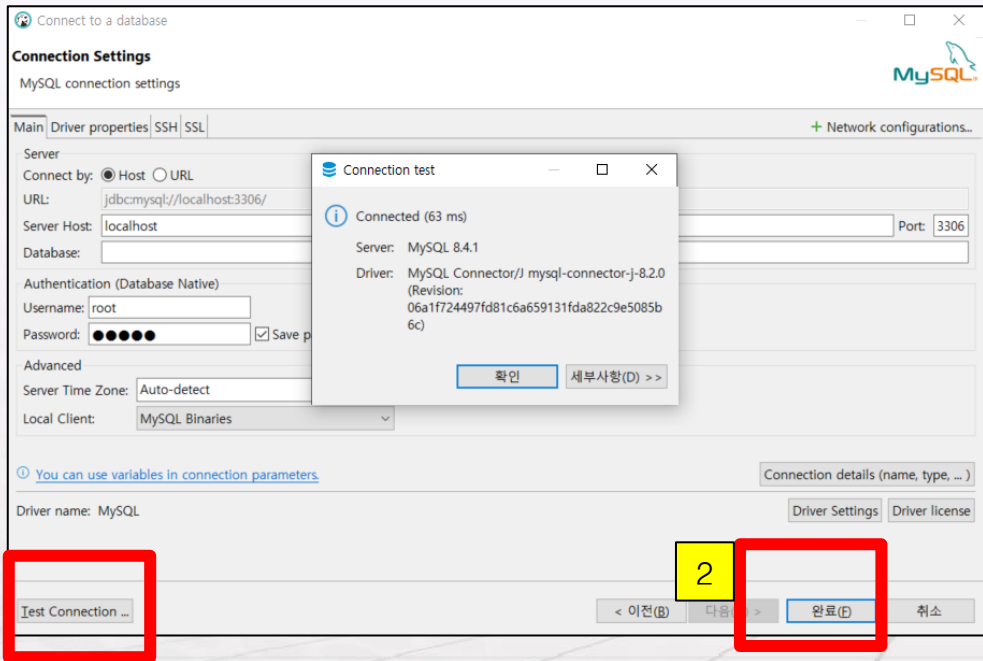 Connect to a database
Connection Settings
MySQL connection settings
MySQL
Main Driver properties SSH SSL
+ Network configurations...
Server
Connect by: Host URL
URL: jdbc:mysql://localhost:3306/
Server Host: localhost
Port: 3306
Database:
Authentication (Database Native)
Username: root
Password: ●●●●●
Save p
Advanced
Server Time Zone: Auto-detect
Local Client: MySQL Binaries
Connection test
Connected (63 ms)
Server: MySQL 8.4.1
Driver: MySQL Connector/J mysql-connector-j-8.2.0
(Revision:
06a1f724497fd81c6a659131fda822c9e5085b
6c)
확인 세부사항(D) >>
You can use variables in connection parameters.
Connection details (name, type, ... )
Driver name: MySQL
Driver Settings Driver license
2
Test Connection ...
< 이전(B) 다음 > 완료(F) 취소